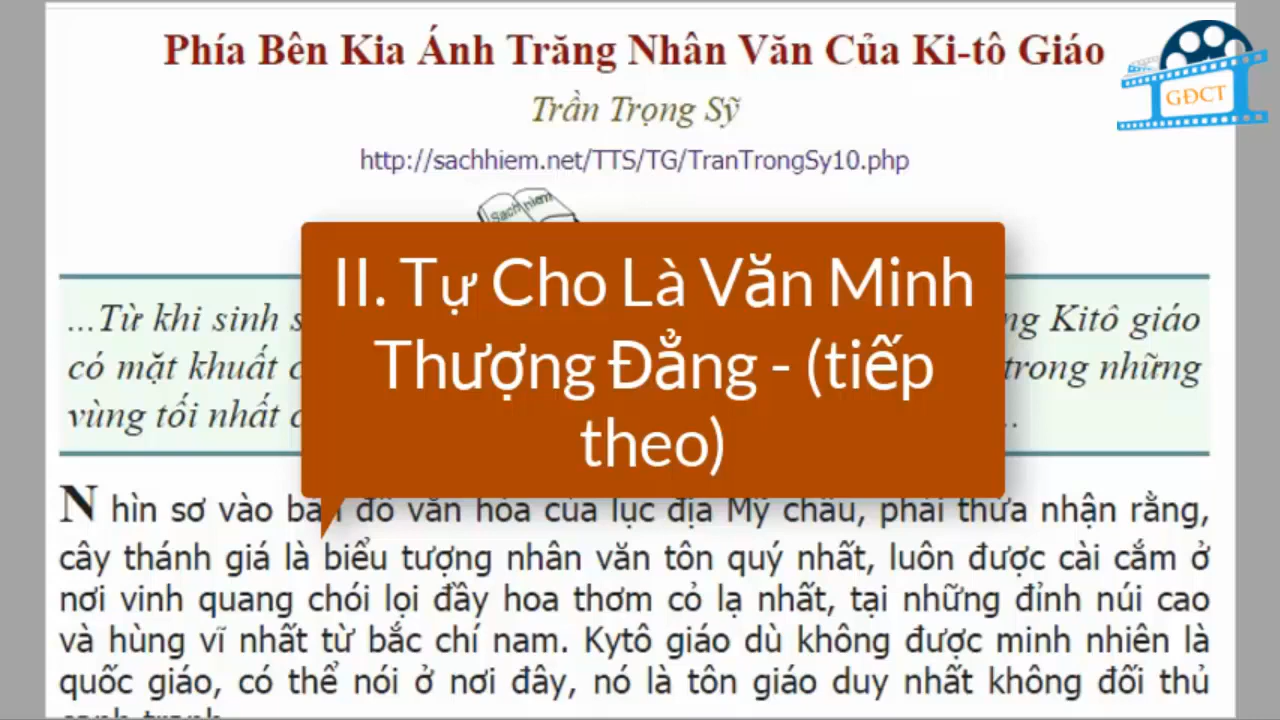 Phía Bên Kia Ánh Trăng Nhân Văn Của Ki-tô Giáo
GĐCT
Trần Trọng Sỹ
http://sachhiem.net/TTS/TG/TranTrongSy10.php
Sach hiem
II. Tự Cho Là Văn Minh
Thượng Đẳng - (tiếp
theo)
...Từ khi sinh ng Kitô giáo
có mặt khuất trong những
vùng tối nhất
Nhìn sơ vào bản đồ văn hóa của lục địa Mỹ châu, phải thừa nhận rằng,
cây thánh giá là biểu tượng nhân văn tôn quý nhất, luôn được cài cắm ở
nơi vinh quang chói lọi đầy hoa thơm cỏ lạ nhất, tại những đỉnh núi cao
và hùng vĩ nhất từ bắc chí nam. Kytô giáo dù không được minh nhiên là
quốc giáo, có thể nói ở nơi đây, nó là tôn giáo duy nhất không đối thủ